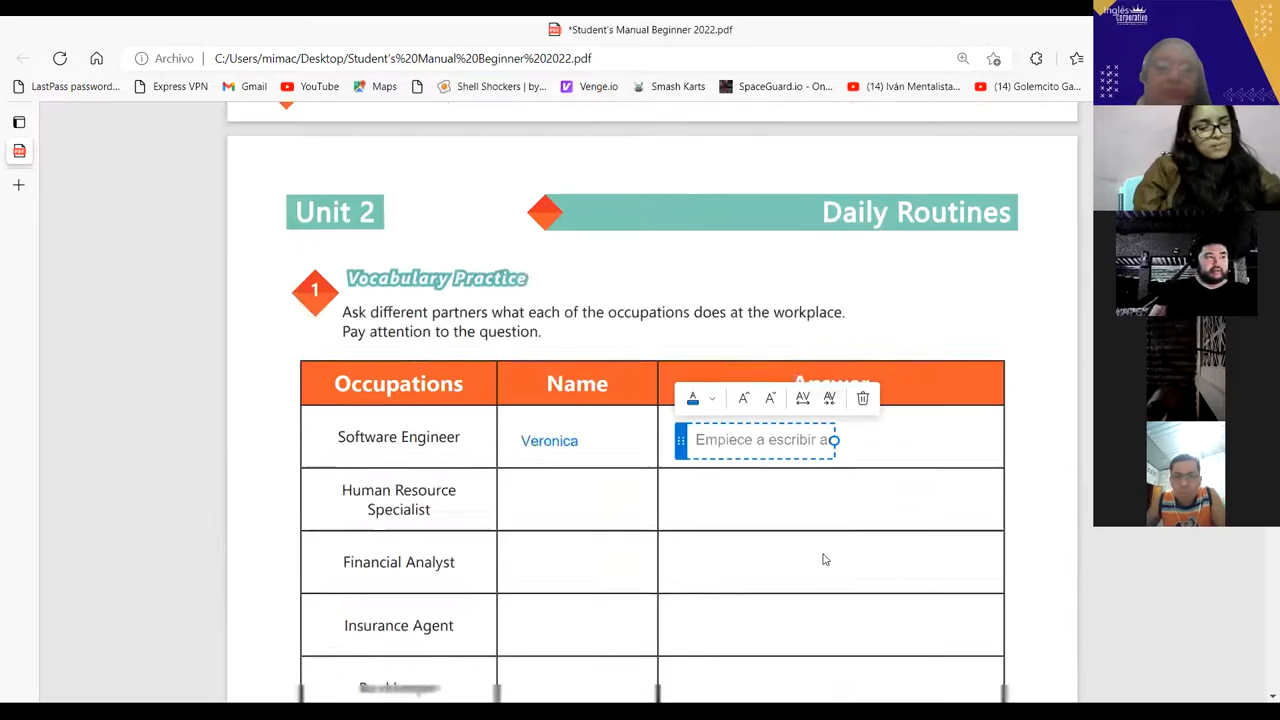 *Student's Manual Beginner 2022.pdf
Archivo
C:/Users/mimac/Desktop/Student's%20Manual%20Beginner%202022.pdf
LastPass password...
Express VPN
Gmail
YouTube
Maps
Shell Shockers | by...
Venge.io
Smash Karts
SpaceGuard.io - On...
(14) Iván Mentalista...
(14) Golemcito Ga...
Inglés
Corporativo
Unit 2
Daily Routines
1
Vocabulary Practice
Ask different partners what each of the occupations does at the workplace.
Pay attention to the question.
Occupations
Name
Answer
Software Engineer
Veronica
Empiece a escribir a
Human Resource
Specialist
Financial Analyst
Insurance Agent